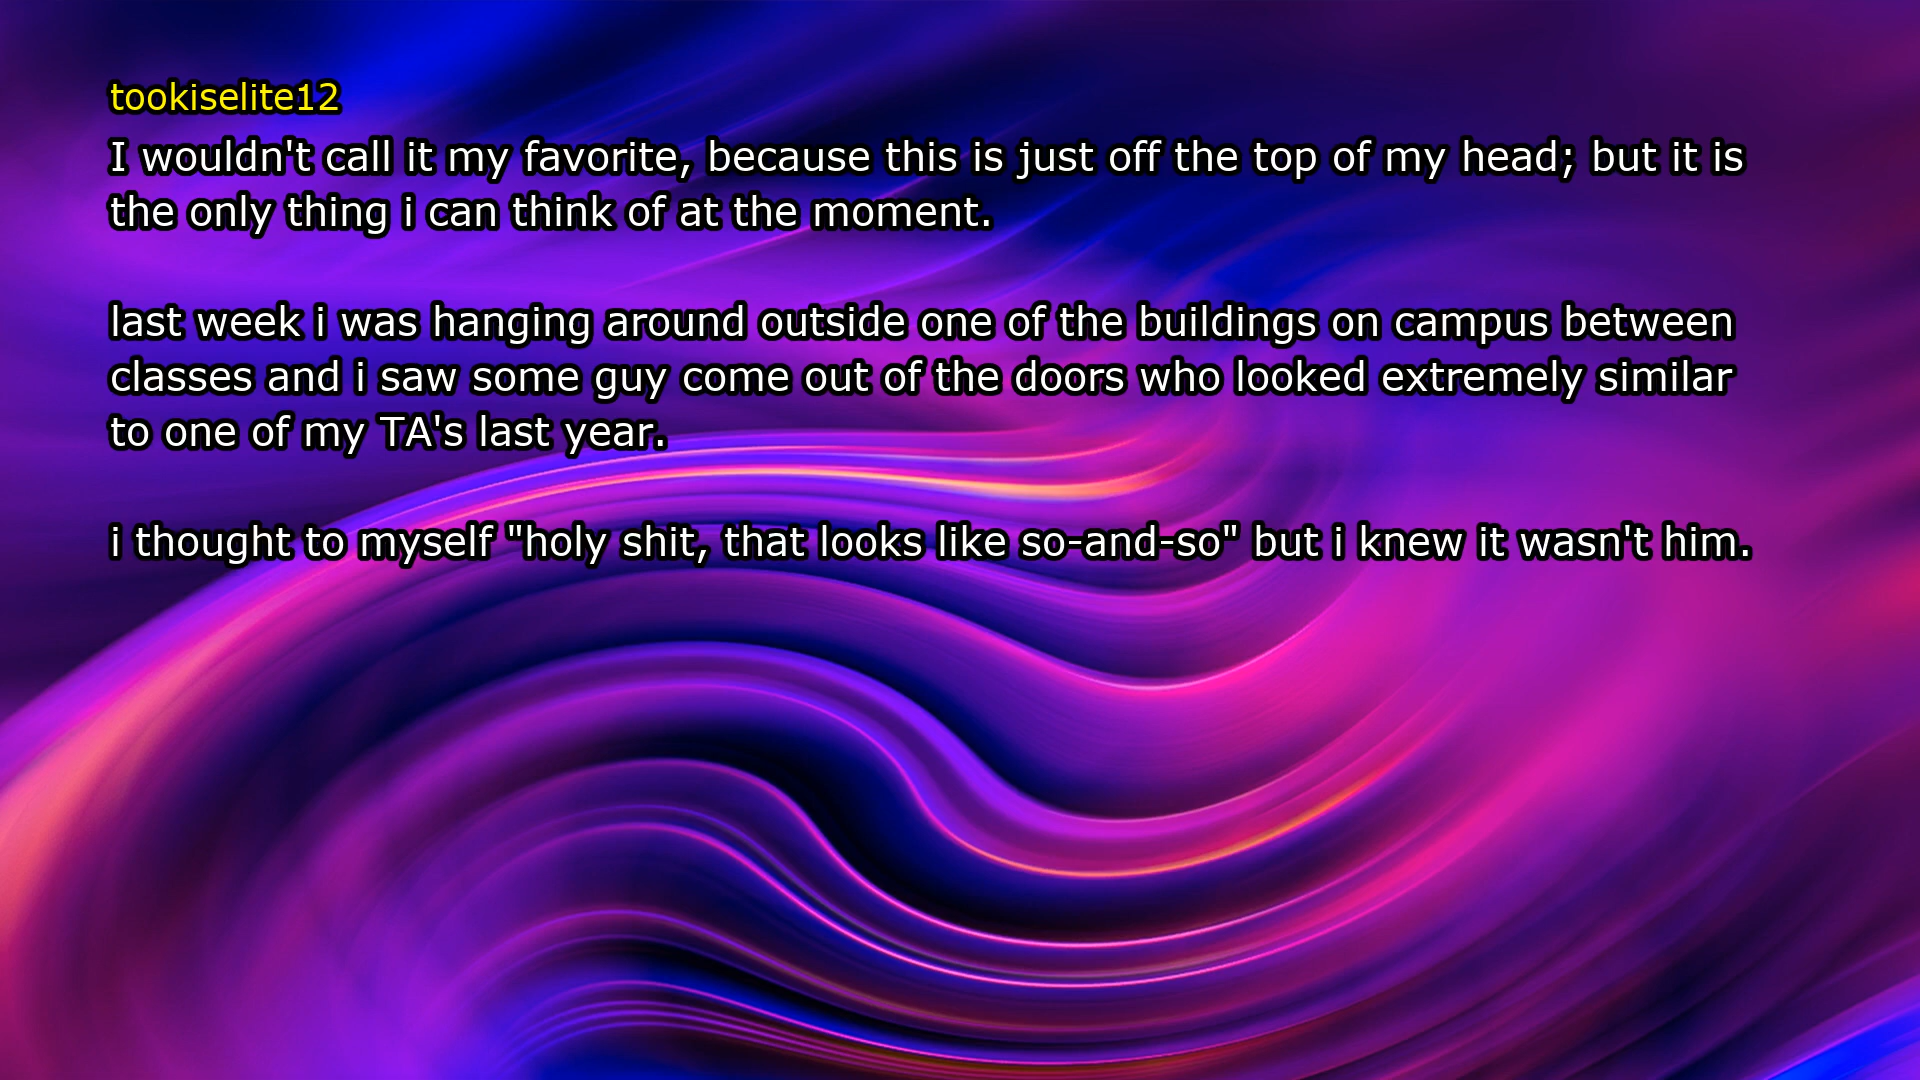 tookiselite12
I wouldn't call it my favorite, because this is just off the top of my head; but it is
the only thing i can think of at the moment.
last week i was hanging around outside one of the buildings on campus between
classes and i saw some guy come out of the doors who looked extremely similar
to one of my TA's last year.
i thought to myself "holy shit, that looks like so-and-so" but i knew it wasn't him.